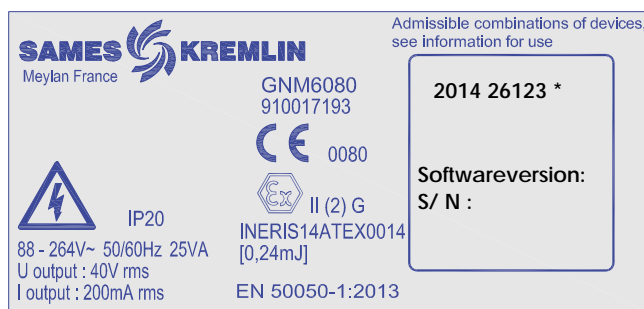 SAMES KREMLIN
Meylan France
Admissible combinations of devices,
see information for use
GNM6080
910017193
CE 0080
Ex II (2) G
INERIS14ATEX0014
[0,24mJ]
EN 50050-1:2013
IP20
88 - 264V~ 50/60Hz 25VA
U output : 40V rms
I output : 200mA rms
2014 26123 *
Softwareversion:
S/ N :